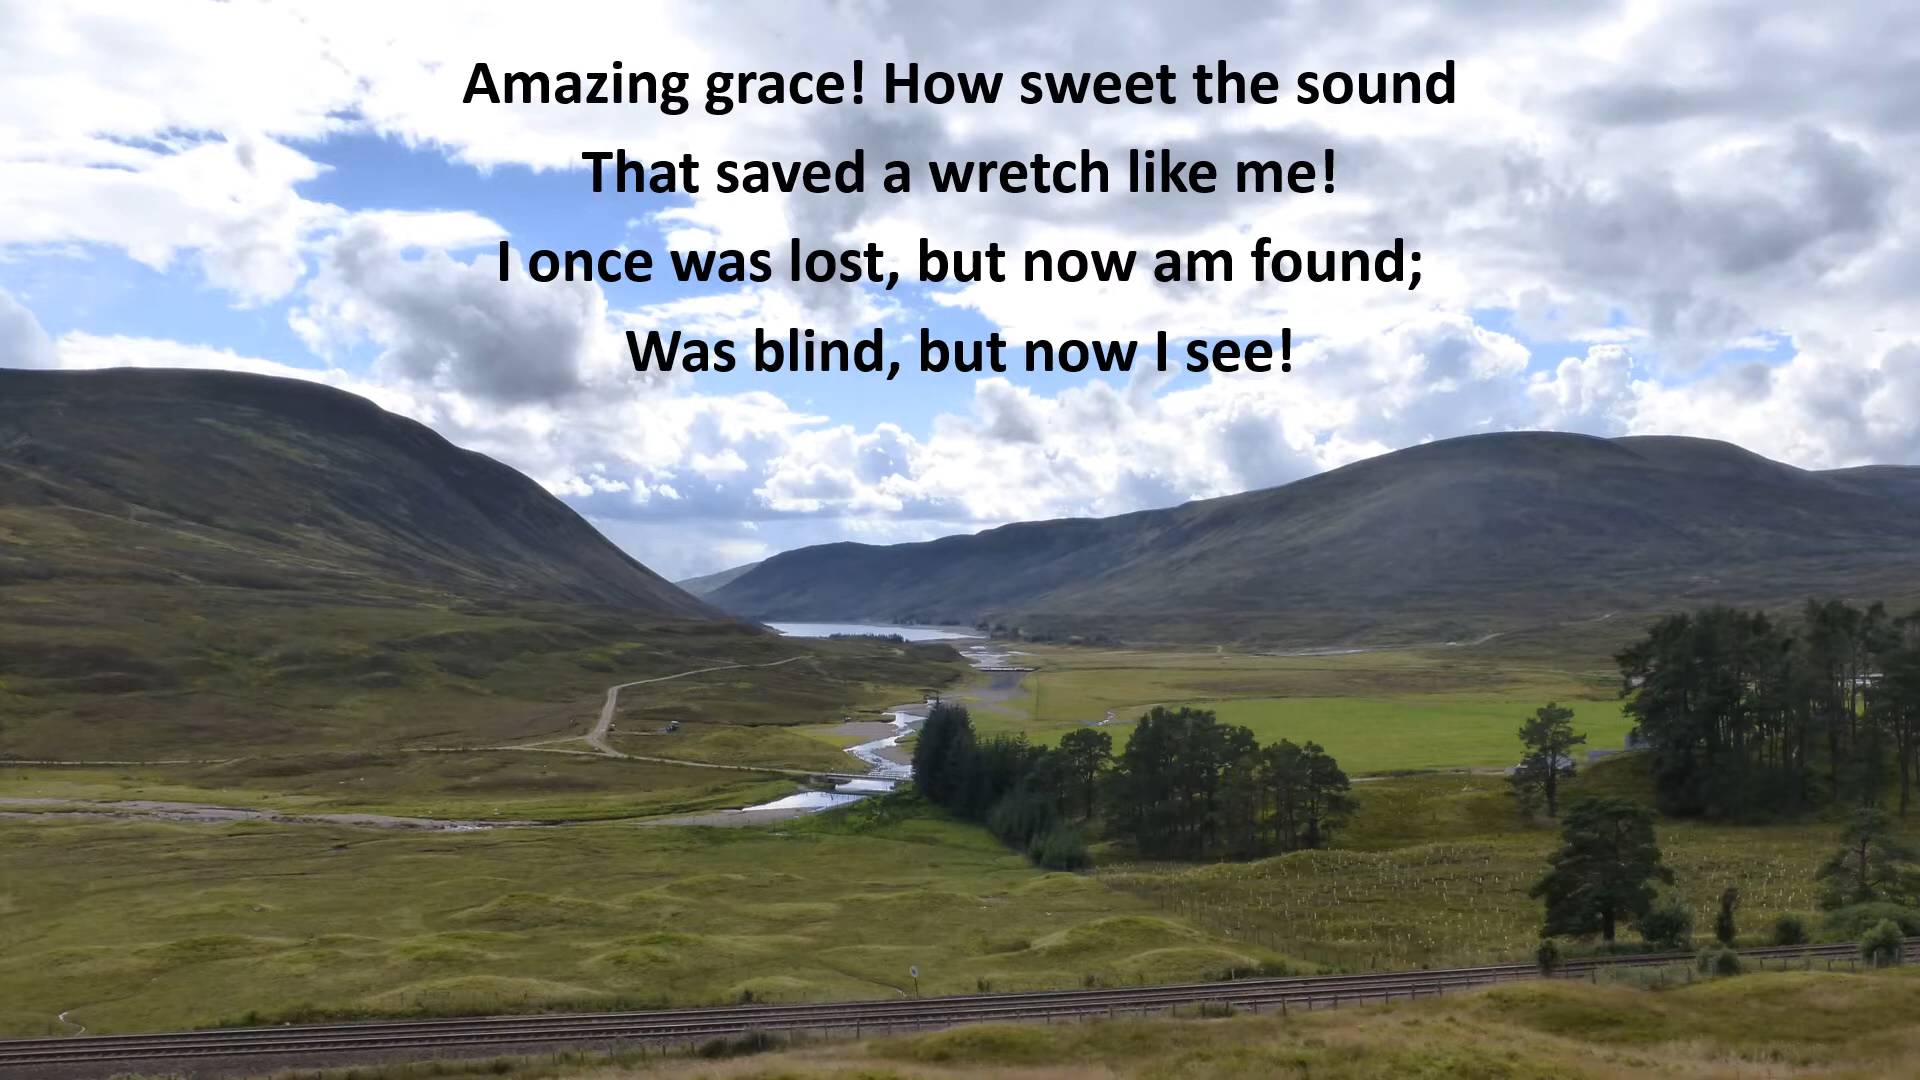 Amazing grace! How sweet the sound
That saved a wretch like me!
I once was lost, but now am found;
Was blind, but now I see!